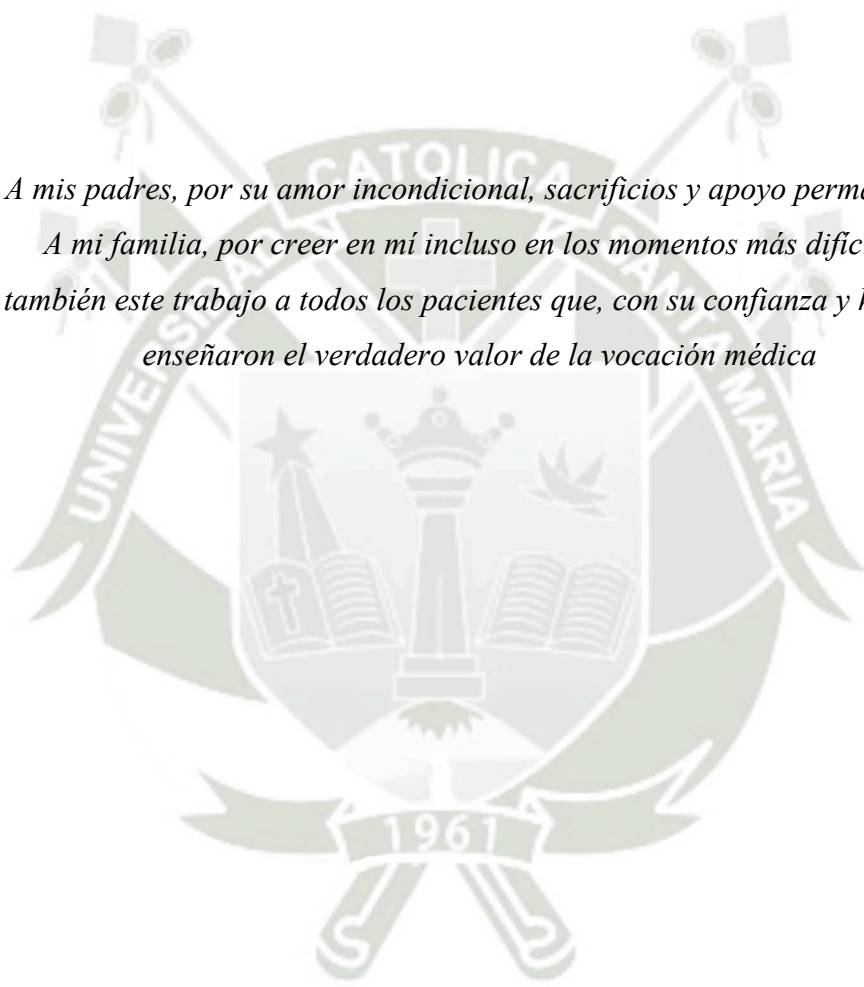 A mis padres, por su amor incondicional, sacrificios y apoyo perma
A mi familia, por creer en mí incluso en los momentos más difíc
también este trabajo a todos los pacientes que, con su confianza y
enseñaron el verdadero valor de la vocación médica
UNIVERSIDAD CATOLICA SANTA MARIA
1961